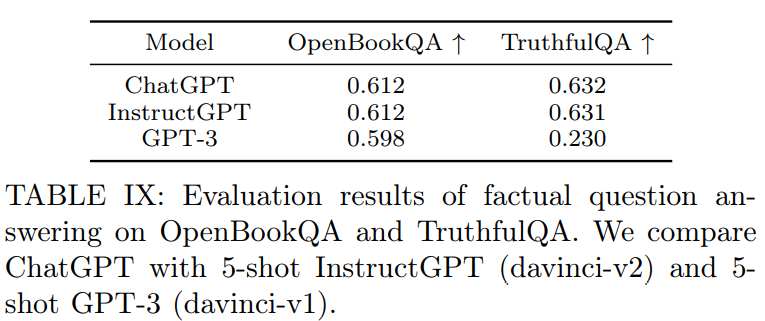 Model OpenBookQA ↑ TruthfulQA ↑
ChatGPT 0.612 0.632
InstructGPT 0.612 0.631
GPT-3 0.598 0.230
TABLE IX: Evaluation results of factual question an-
swering on OpenBookQA and TruthfulQA. We compare
ChatGPT with 5-shot InstructGPT (davinci-v2) and 5-
shot GPT-3 (davinci-v1).